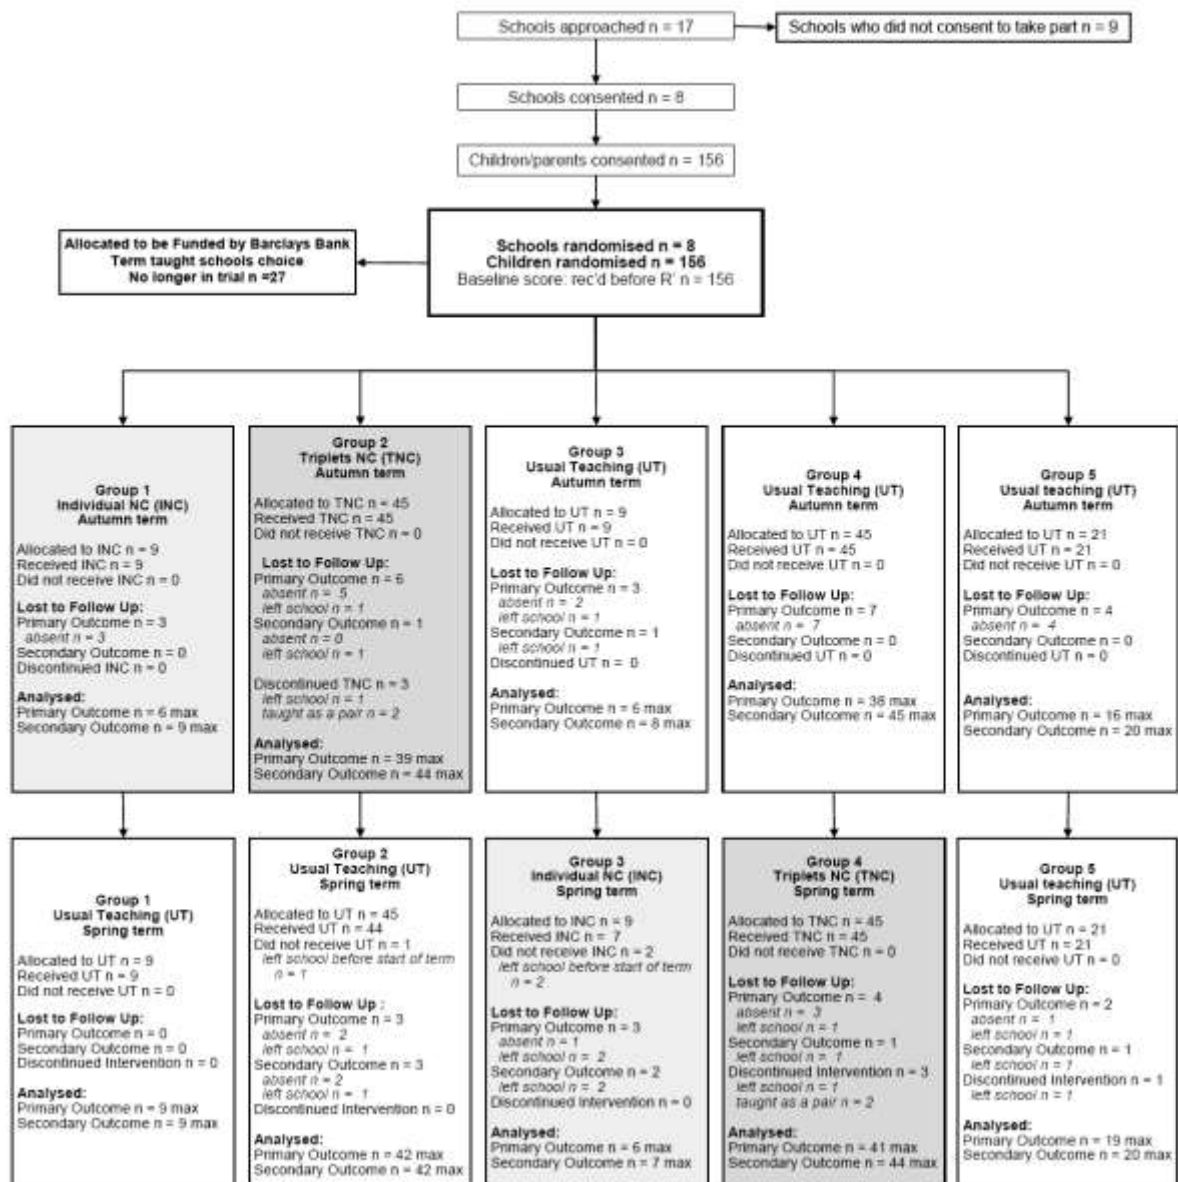 Schools approached n = 17
Schools who did not consent to take part n = 9
Schools consented n = 8
Children/parents consented n = 156
Allocated to be Funded by Barclays Bank
Term taught schools choice
No longer in trial n =27
Schools randomised n = 8
Children randomised n = 156
Baseline score: rec'd before R' n = 156
Group 1
Individual NC (INC)
Autumn term
Allocated to INC n = 9
Received INC n = 9
Did not receive INC n = 0
Lost to Follow Up:
Primary Outcome n = 3
absent n = 3
Secondary Outcome n = 0
Discontinued INC n = 0
Analysed:
Primary Outcome n = 6 max
Secondary Outcome n = 9 max
Group 2
Triplets NC (TNC)
Autumn term
Allocated to TNC n = 45
Received TNC n = 45
Did not receive TNC n = 0
Lost to Follow Up:
Primary Outcome n = 6
absent n = 5
left school n = 1
Secondary Outcome n = 1
absent n = 0
left school n = 1
Discontinued TNC n = 3
left school n = 1
taught as a pair n = 2
Analysed:
Primary Outcome n = 39 max
Secondary Outcome n = 44 max
Group 3
Usual Teaching (UT)
Autumn term
Allocated to UT n = 9
Received UT n = 9
Did not receive UT n = 0
Lost to Follow Up:
Primary Outcome n = 3
absent n = 2
left school n = 1
Secondary Outcome n = 1
left school n = 1
Discontinued UT n = 0
Analysed:
Primary Outcome n = 6 max
Secondary Outcome n = 8 max
Group 4
Usual Teaching (UT)
Autumn term
Allocated to UT n = 45
Received UT n = 45
Did not receive UT n = 0
Lost to Follow Up:
Primary Outcome n = 7
absent n = 7
Secondary Outcome n = 0
Discontinued UT n = 0
Analysed:
Primary Outcome n = 38 max
Secondary Outcome n = 45 max
Group 5
Usual teaching (UT)
Autumn term
Allocated to UT n = 21
Received UT n = 21
Did not receive UT n = 0
Lost to Follow Up:
Primary Outcome n = 4
absent n = 4
Secondary Outcome n = 0
Discontinued UT n = 0
Analysed:
Primary Outcome n = 16 max
Secondary Outcome n = 20 max
Group 1
Usual Teaching (UT)
Spring term
Allocated to UT n = 9
Received UT n = 9
Did not receive UT n = 0
Lost to Follow Up:
Primary Outcome n = 0
Secondary Outcome n = 0
Discontinued Intervention n = 0
Analysed:
Primary Outcome n = 9 max
Secondary Outcome n = 9 max
Group 2
Usual Teaching (UT)
Spring term
Allocated to UT n = 45
Received UT n = 44
Did not receive UT n = 1
left school before start of term
n = 1
Lost to Follow Up :
Primary Outcome n = 3
absent n = 2
left school n = 1
Secondary Outcome n = 3
absent n = 2
left school n = 1
Discontinued Intervention n = 0
Analysed:
Primary Outcome n = 42 max
Secondary Outcome n = 42 max
Group 3
Individual NC (INC)
Spring term
Allocated to INC n = 9
Received INC n = 7
Did not receive INC n = 2
left school before start of term
n = 2
Lost to Follow Up:
Primary Outcome n = 3
absent n = 1
left school n = 2
Secondary Outcome n = 2
left school n = 2
Discontinued Intervention n = 0
Analysed:
Primary Outcome n = 6 max
Secondary Outcome n = 7 max
Group 4
Triplets NC (TNC)
Spring term
Allocated to TNC n = 45
Received TNC n = 45
Did not receive TNC n = 0
Lost to Follow Up:
Primary Outcome n = 4
absent n = 3
left school n = 1
Secondary Outcome n = 1
left school n = 1
Discontinued Intervention n = 3
left school n = 1
taught as a pair n = 2
Analysed:
Primary Outcome n = 41 max
Secondary Outcome n = 44 max
Group 5
Usual teaching (UT)
Spring term
Allocated to UT n = 21
Received UT n = 21
Did not receive UT n = 0
Lost to Follow Up:
Primary Outcome n = 2
absent n = 1
left school n = 1
Secondary Outcome n = 1
left school n = 1
Discontinued Intervention n = 1
left school n = 1
Analysed:
Primary Outcome n = 19 max
Secondary Outcome n = 20 max